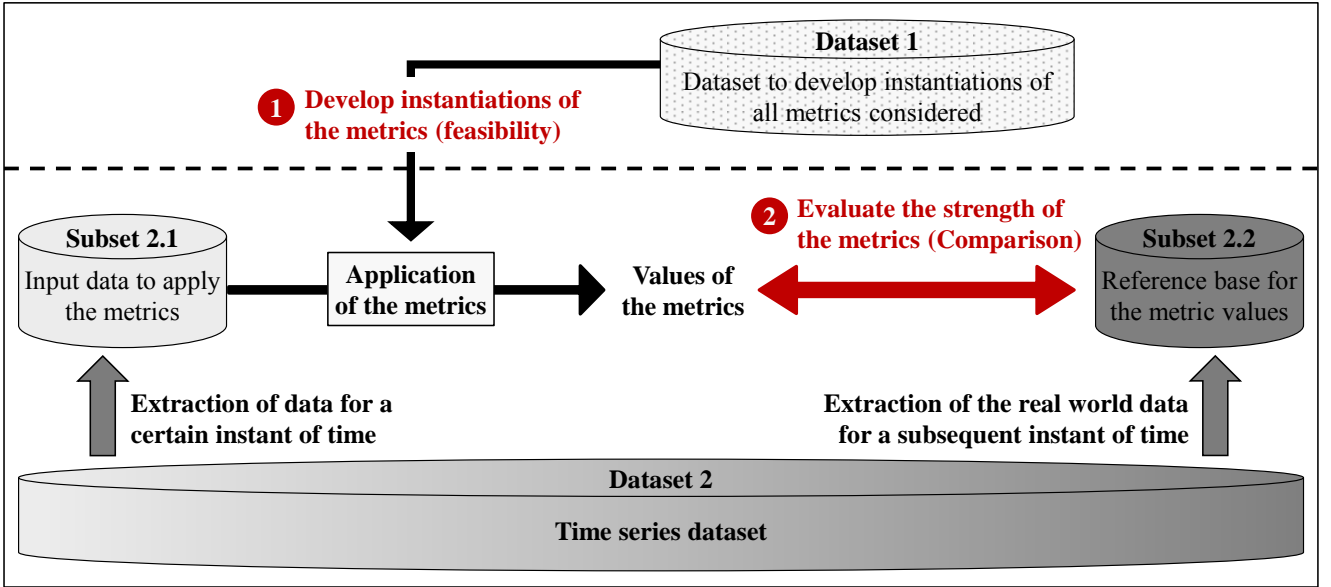 Dataset 1
Dataset to develop instantiations of
all metrics considered
1 Develop instantiations of
the metrics (feasibility)
2 Evaluate the strength of
the metrics (Comparison)
Subset 2.1
Input data to apply
the metrics
Application
of the metrics
Values of
the metrics
Subset 2.2
Reference base for
the metric values
Extraction of data for a
certain instant of time
Extraction of the real world data
for a subsequent instant of time
Dataset 2
Time series dataset